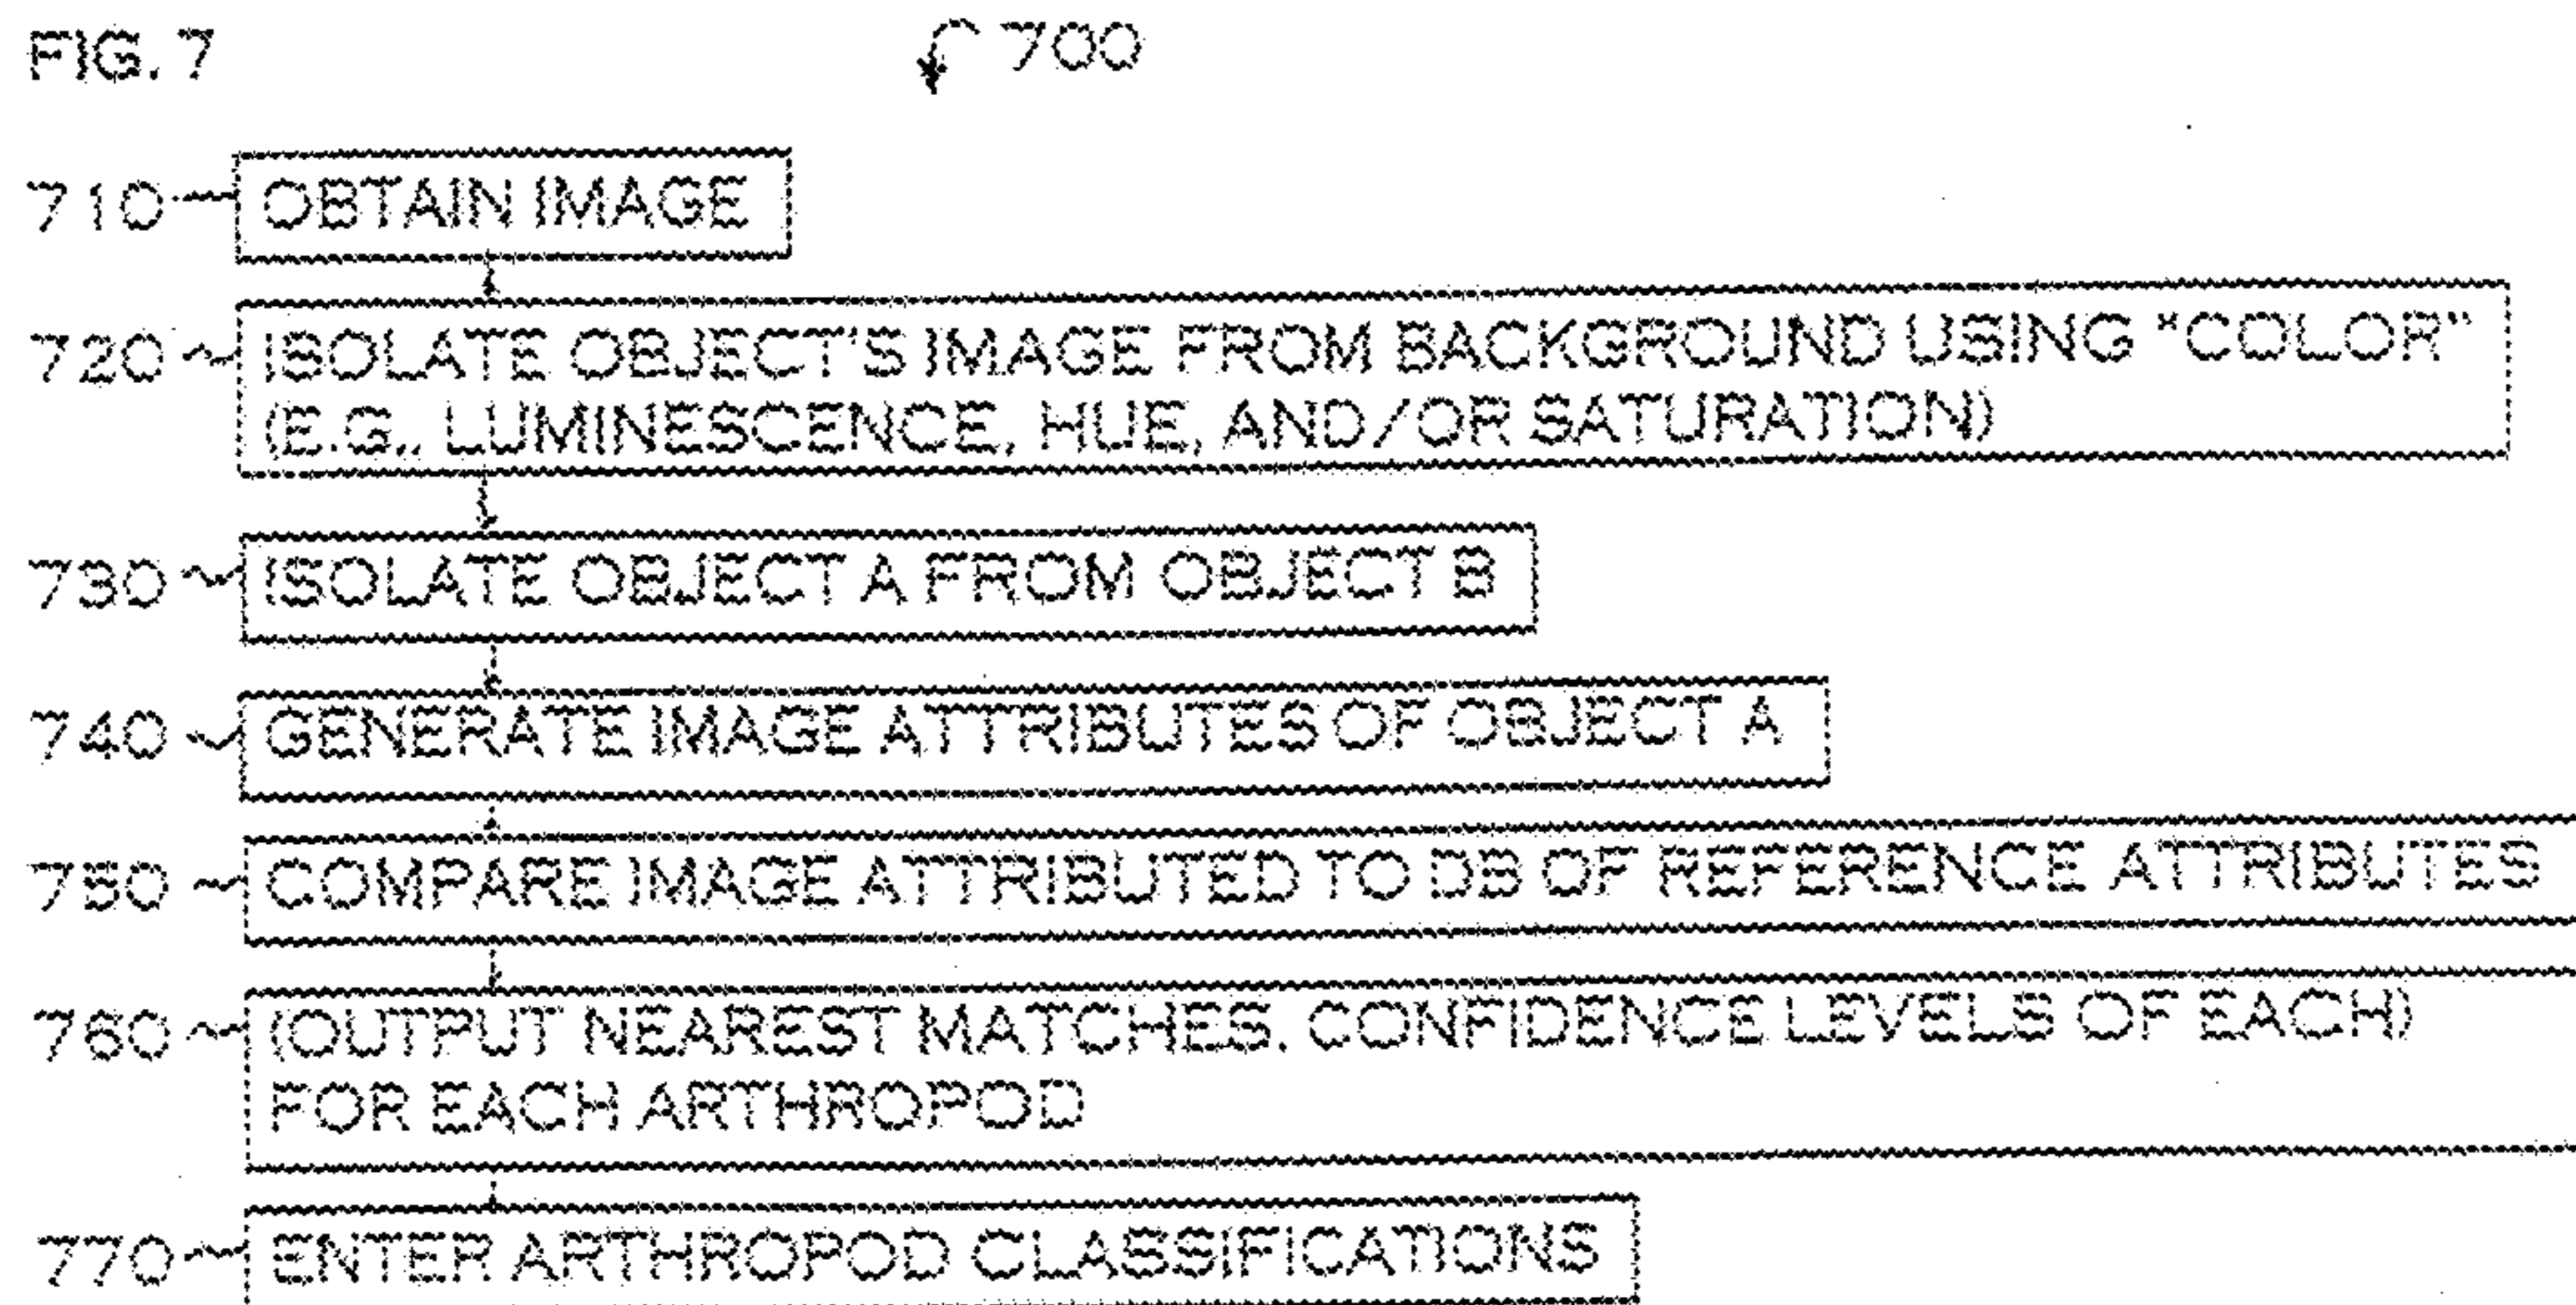 FIG. 7
700
710
OBTAIN IMAGE
720
ISOLATE OBJECT'S IMAGE FROM BACKGROUND USING "COLOR"
(E.G., LUMINESCENCE, HUE, AND/OR SATURATION)
730
ISOLATE OBJECT A FROM OBJECT B
740
GENERATE IMAGE ATTRIBUTES OF OBJECT A
750
COMPARE IMAGE ATTRIBUTED TO DB OF REFERENCE ATTRIBUTES
760
(OUTPUT NEAREST MATCHES, CONFIDENCE LEVELS OF EACH)
FOR EACH ARTHROPOD
770
ENTER ARTHROPOD CLASSIFICATIONS